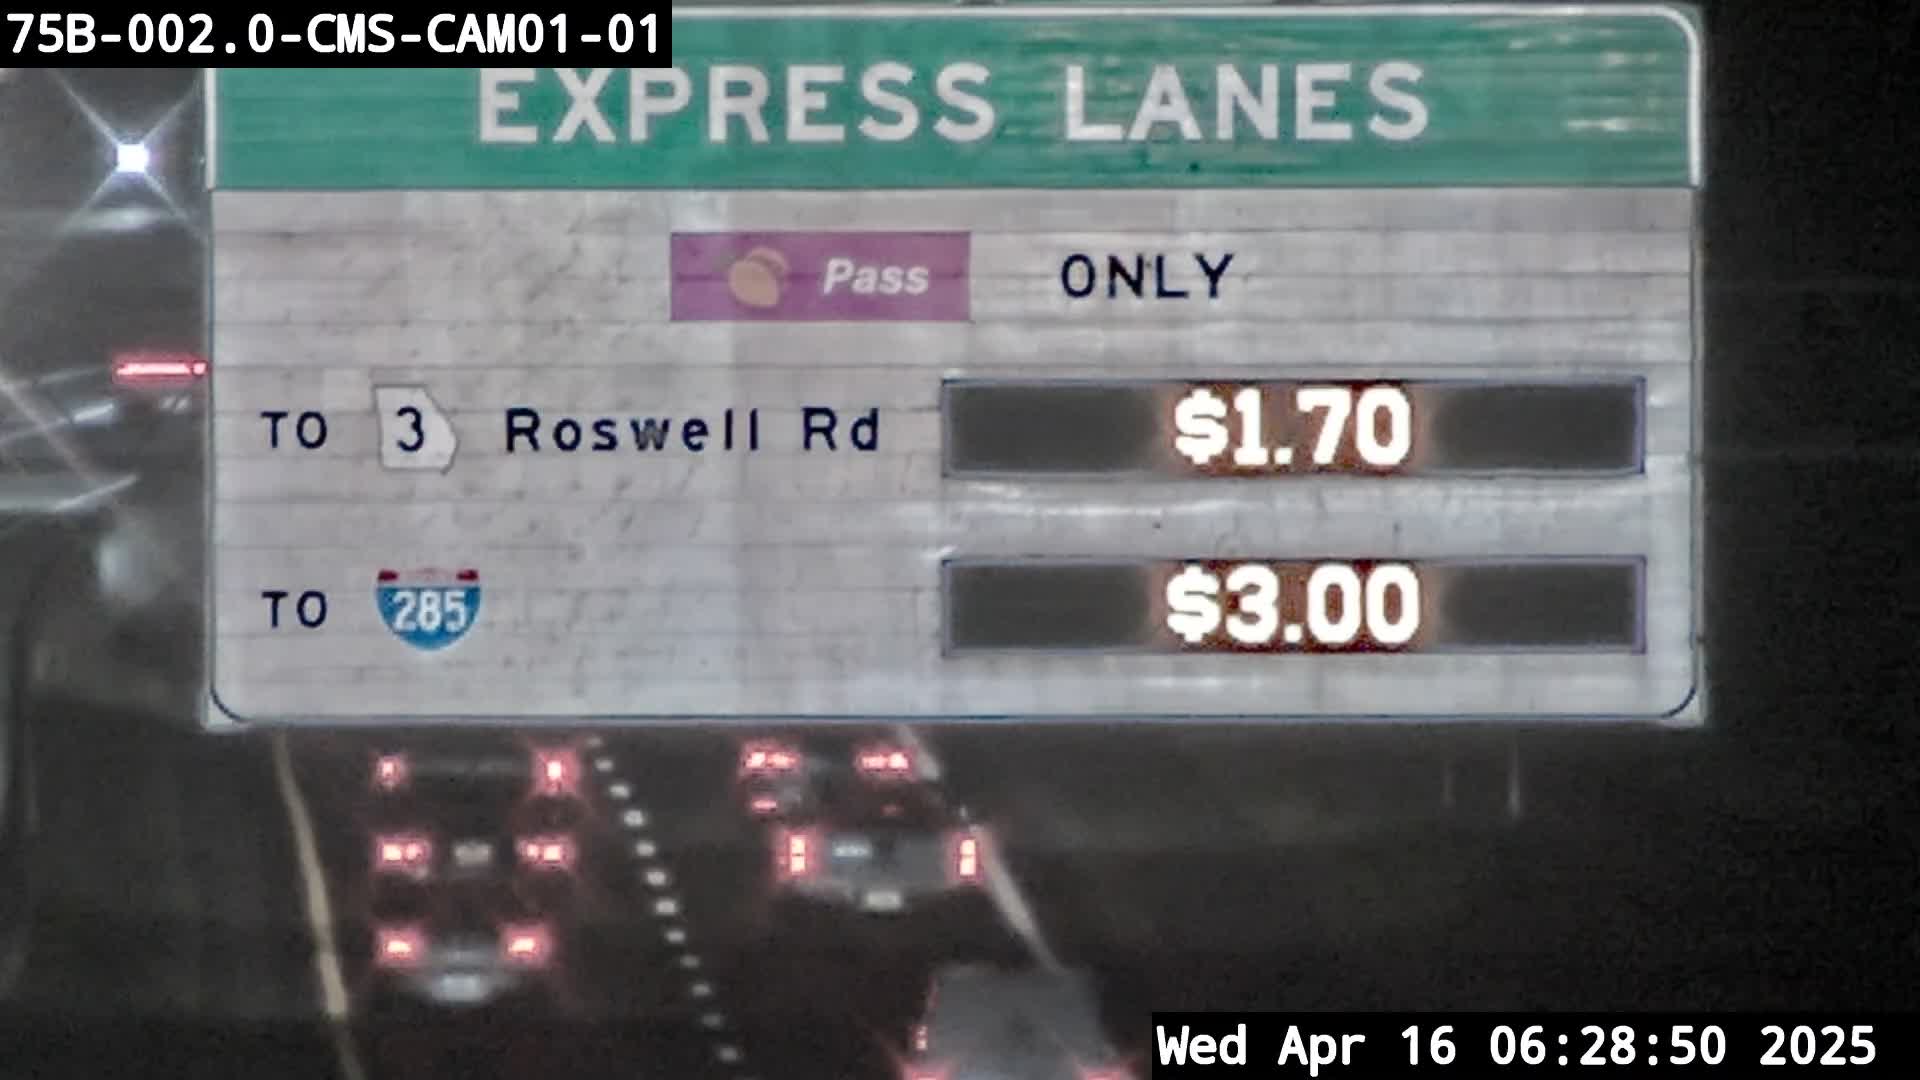 75B-002.0-CMS-CAM01-01
EXPRESS LANES
Pass ONLY
TO 3 Roswell Rd $1.70
TO 285 $3.00
Wed Apr 16 06:28:50 2025